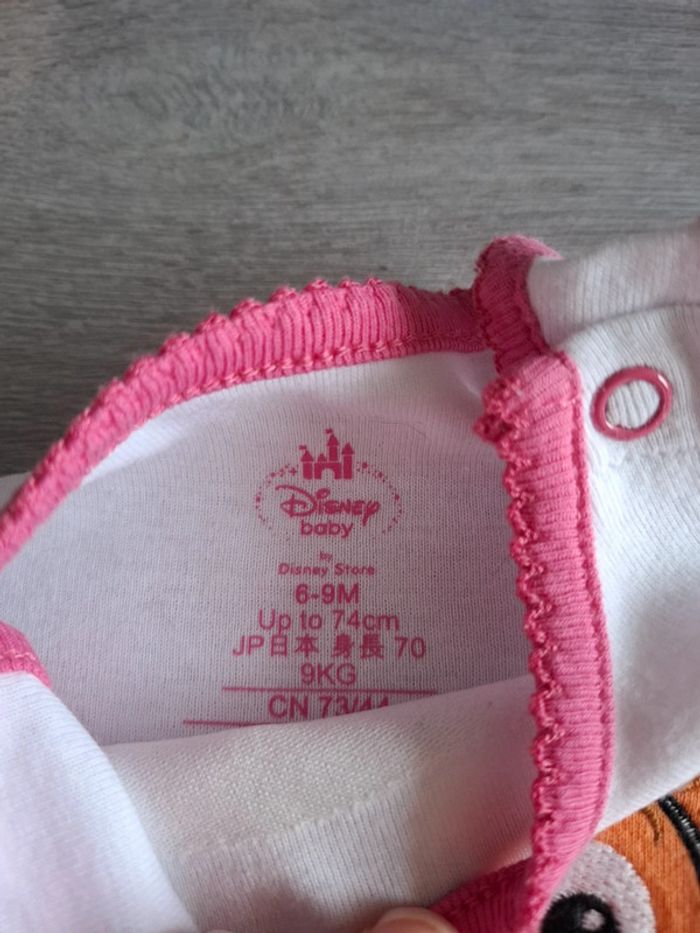 Disney
baby
by
Disney Store
6-9M
Up to 74cm
JP日本 身長 70
9KG
CN 73/44